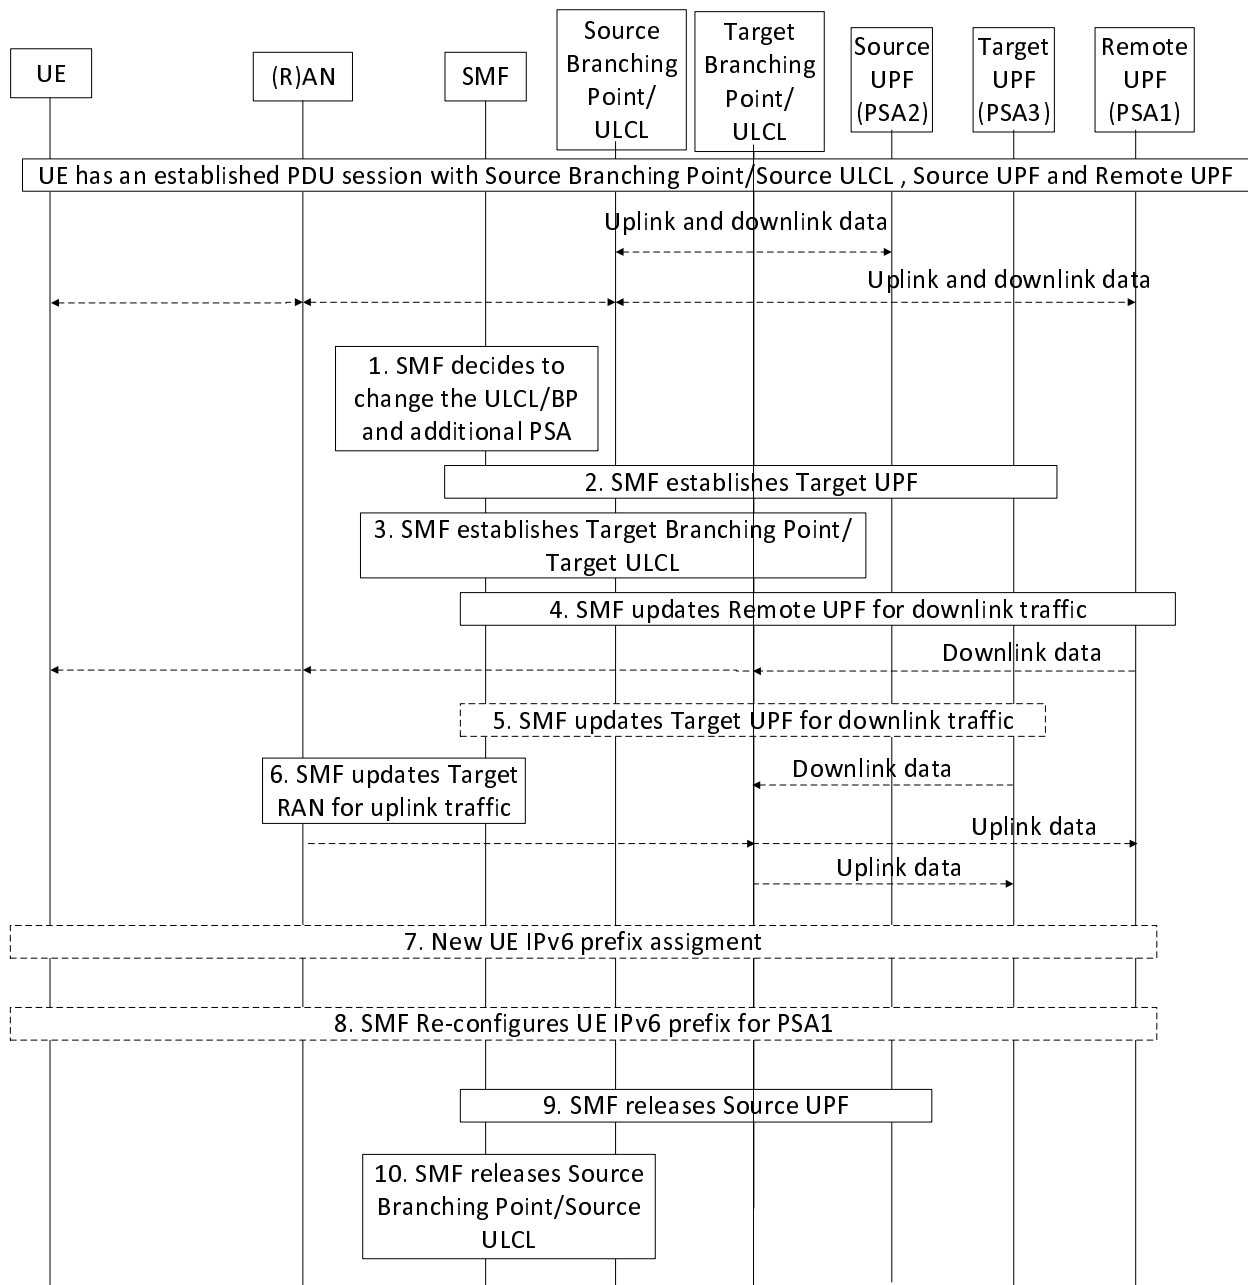 UE
(R)AN
SMF
Source
Branching
Point/
ULCL
Target
Branching
Point/
ULCL
Source
UPF
(PSA2)
Target
UPF
(PSA3)
Remote
UPF
(PSA1)
UE has an established PDU session with Source Branching Point/Source ULCL , Source UPF and Remote UPF
Uplink and downlink data
Uplink and downlink data
1. SMF decides to
change the ULCL/BP
and additional PSA
2. SMF establishes Target UPF
3. SMF establishes Target Branching Point/
Target ULCL
4. SMF updates Remote UPF for downlink traffic
Downlink data
5. SMF updates Target UPF for downlink traffic
6. SMF updates Target
RAN for uplink traffic
Downlink data
Uplink data
Uplink data
7. New UE IPv6 prefix assigment
8. SMF Re-configures UE IPv6 prefix for PSA1
9. SMF releases Source UPF
10. SMF releases Source
Branching Point/Source
ULCL